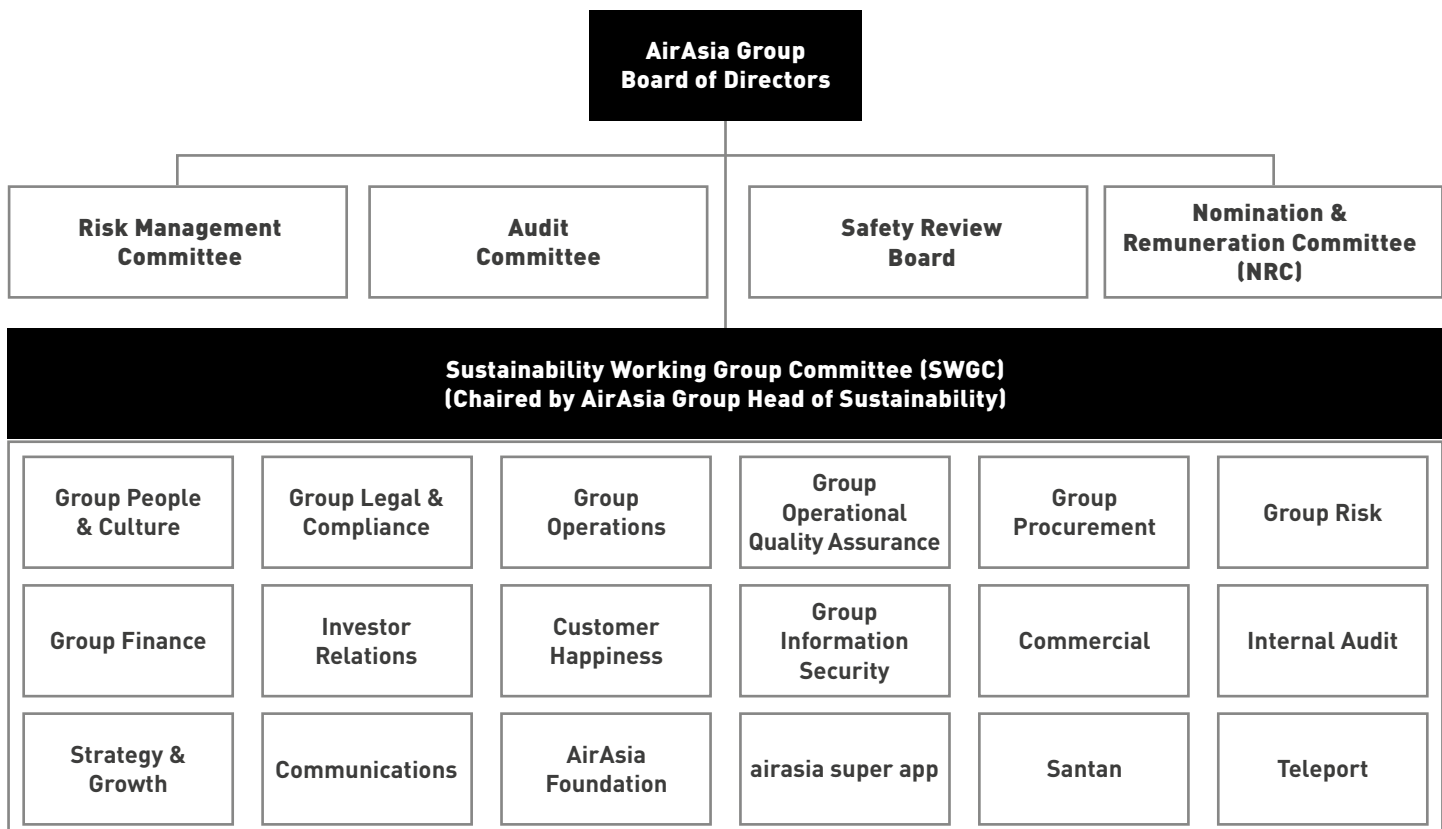 AirAsia Group
Board of Directors
Risk Management
Committee
Audit
Committee
Safety Review
Board
Nomination &
Remuneration Committee
(NRC)
Sustainability Working Group Committee (SWGC)
(Chaired by AirAsia Group Head of Sustainability)
Group People
& Culture
Group Legal &
Compliance
Group
Operations
Group
Operational
Quality Assurance
Group
Procurement
Group Risk
Group Finance
Investor
Relations
Customer
Happiness
Group
Information
Security
Commercial
Internal Audit
Strategy &
Growth
Communications
AirAsia
Foundation
airasia super app
Santan
Teleport